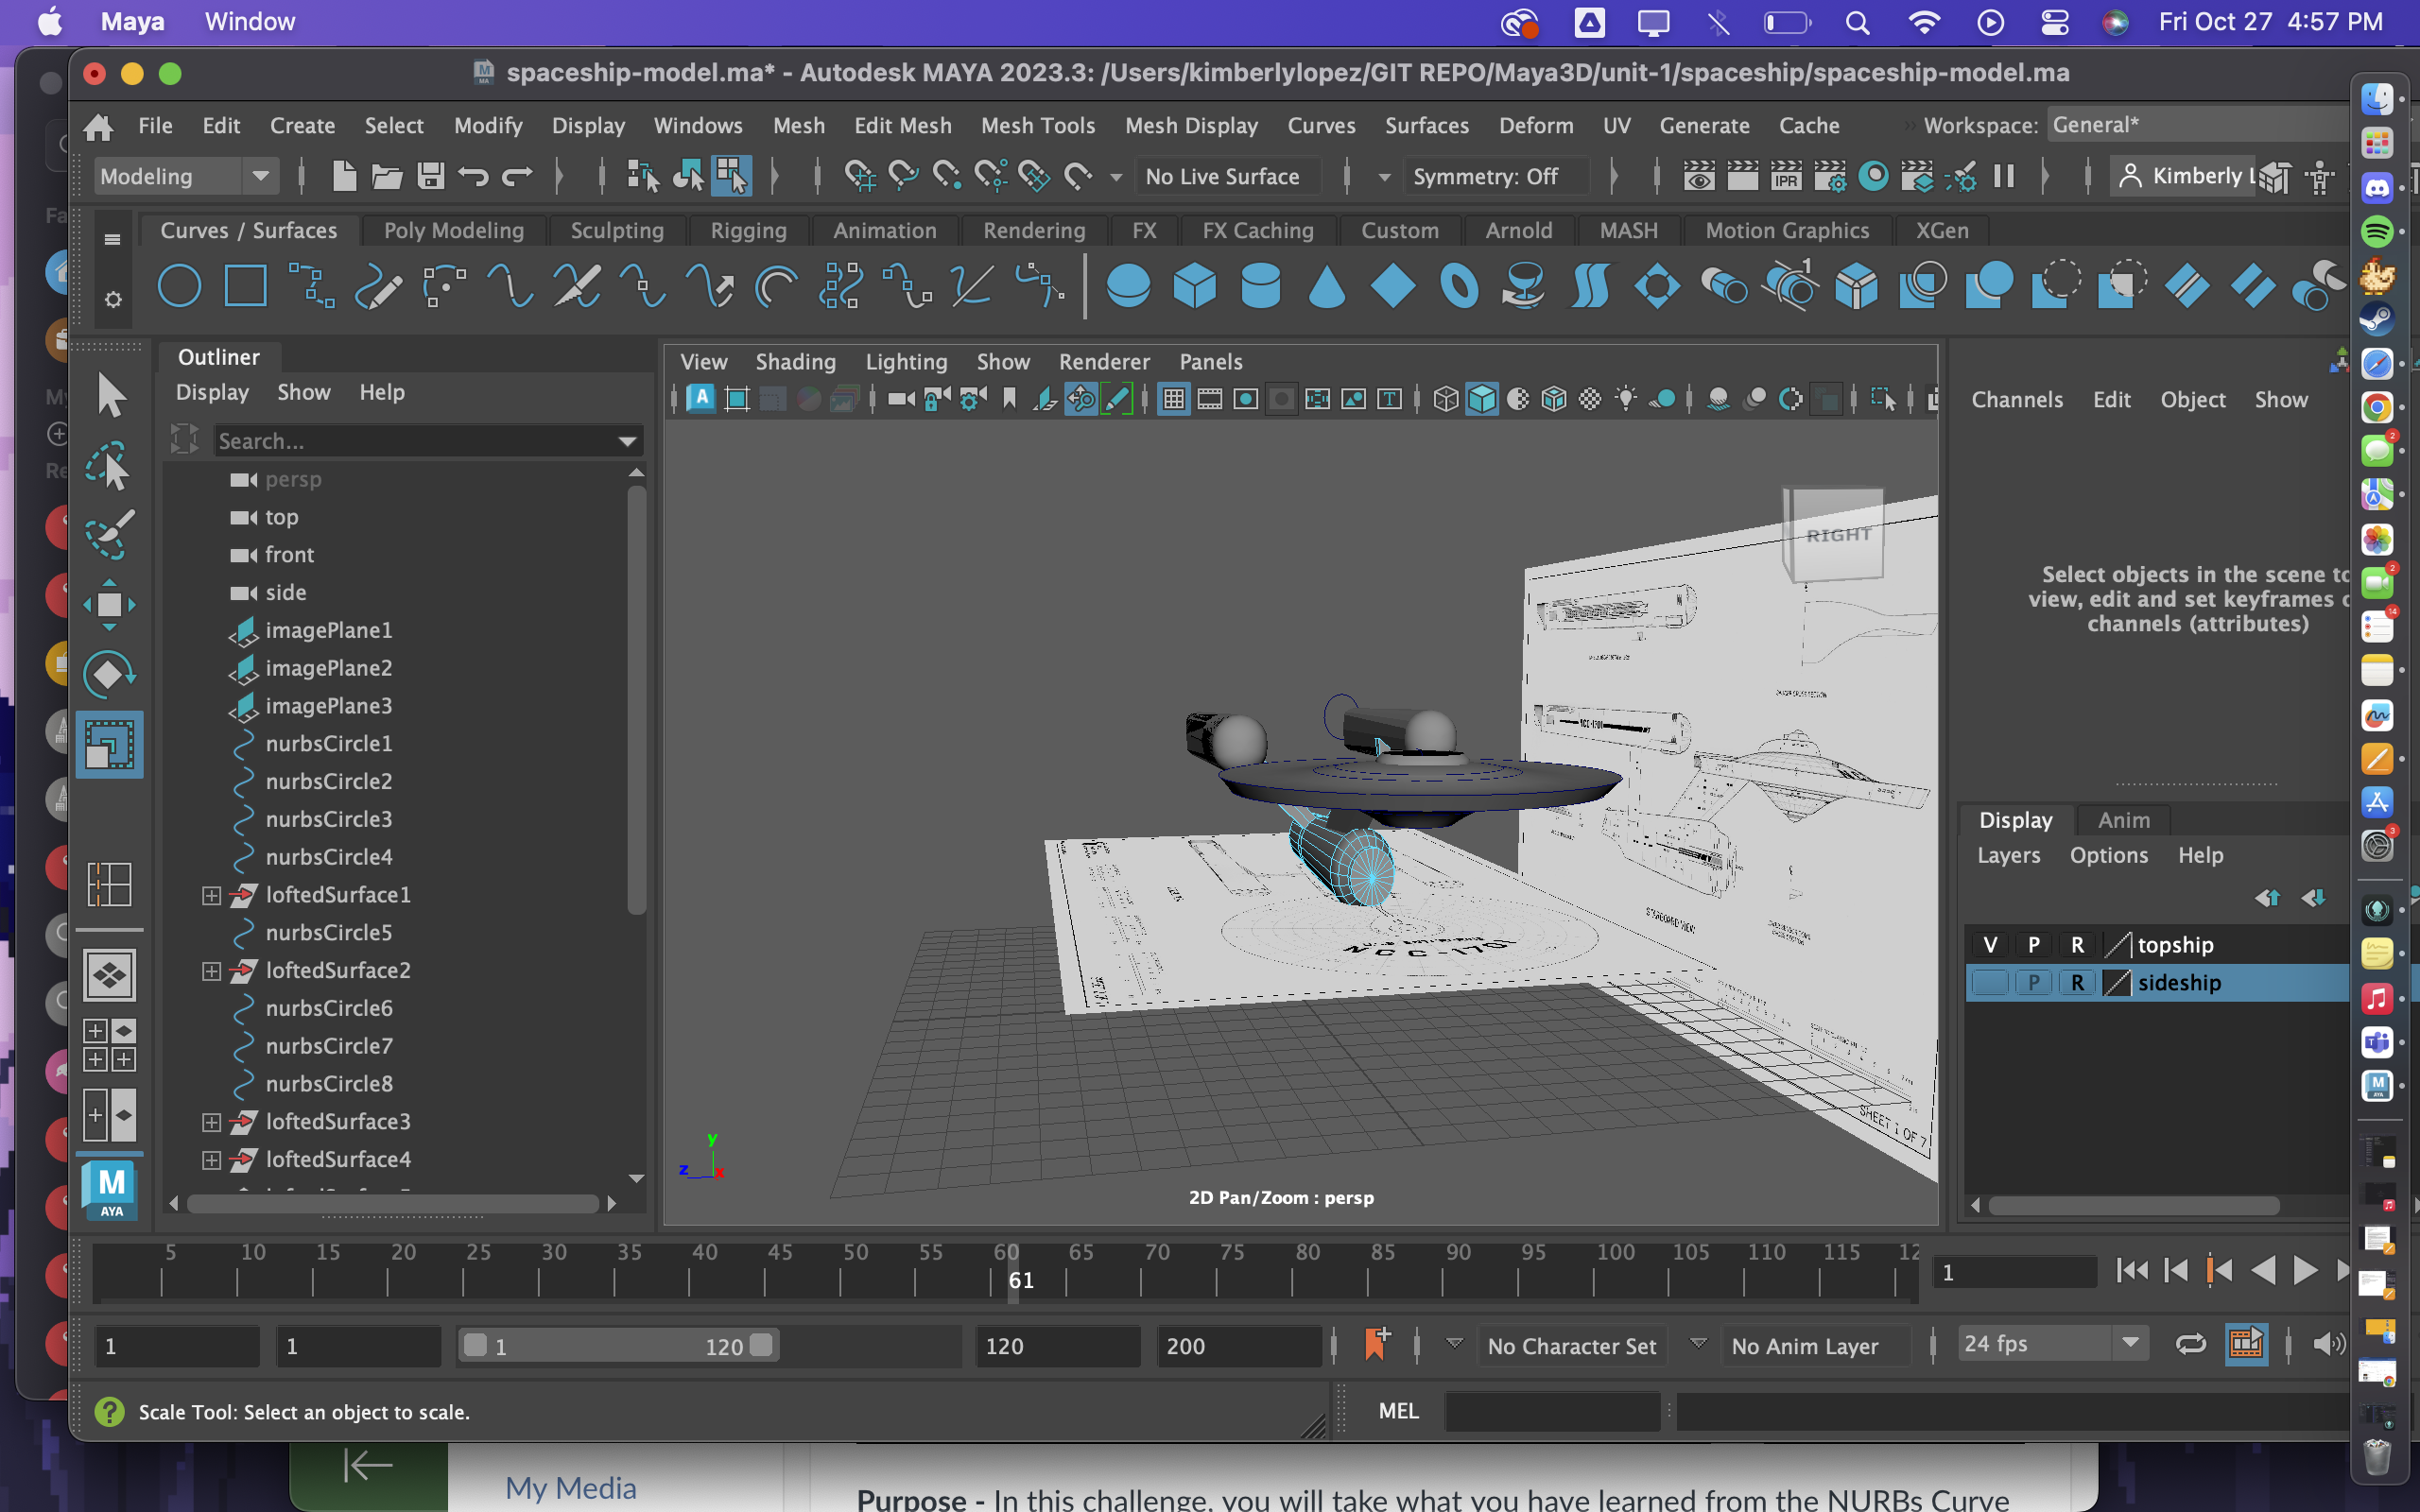 Maya Window Fri Oct 27 4:57 PM
spaceship-model.ma* - Autodesk MAYA 2023.3: /Users/kimberlylopez/GIT REPO/Maya3D/unit-1/spaceship/spaceship-model.ma
File Edit Create Select Modify Display Windows Mesh Edit Mesh Mesh Tools Mesh Display Curves Surfaces Deform UV Generate Cache Workspace: General*
Modeling No Live Surface Symmetry: Off IPR Kimberly L
Curves / Surfaces Poly Modeling Sculpting Rigging Animation Rendering FX FX Caching Custom Arnold MASH Motion Graphics XGen
Outliner
Display Show Help
Search...
persp
top
front
side
imagePlane1
imagePlane2
imagePlane3
nurbsCircle1
nurbsCircle2
nurbsCircle3
nurbsCircle4
loftedSurface1
nurbsCircle5
loftedSurface2
nurbsCircle6
nurbsCircle7
nurbsCircle8
loftedSurface3
loftedSurface4
View Shading Lighting Show Renderer Panels
RIGHT
NCC-1701
SHEET 1 OF 7
y
z x
2D Pan/Zoom : persp
Channels Edit Object Show
Select objects in the scene to
view, edit and set keyframes
channels (attributes)
Display Anim
Layers Options Help
V P R topship
P R sideship
M
AYA
5 10 15 20 25 30 35 40 45 50 55 60 65 70 75 80 85 90 95 100 105 110 115 12
61
1
1 1 1 120 120 200 No Character Set No Anim Layer 24 fps
Scale Tool: Select an object to scale. MEL
My Media
Purpose - In this challenge, you will take what you have learned from the NURBs Curve